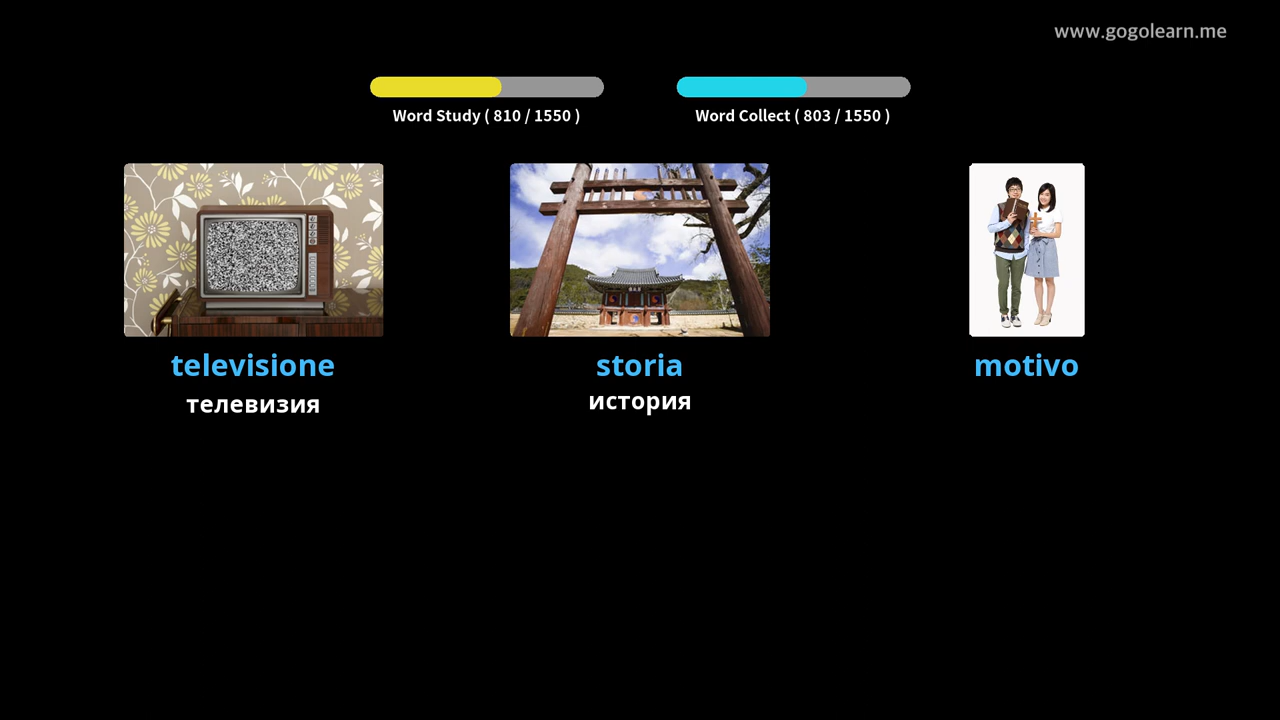 www.gogolearn.me
Word Study ( 810 / 1550 )
Word Collect ( 803 / 1550 )
televisione
storia
motivo
телевизия
история